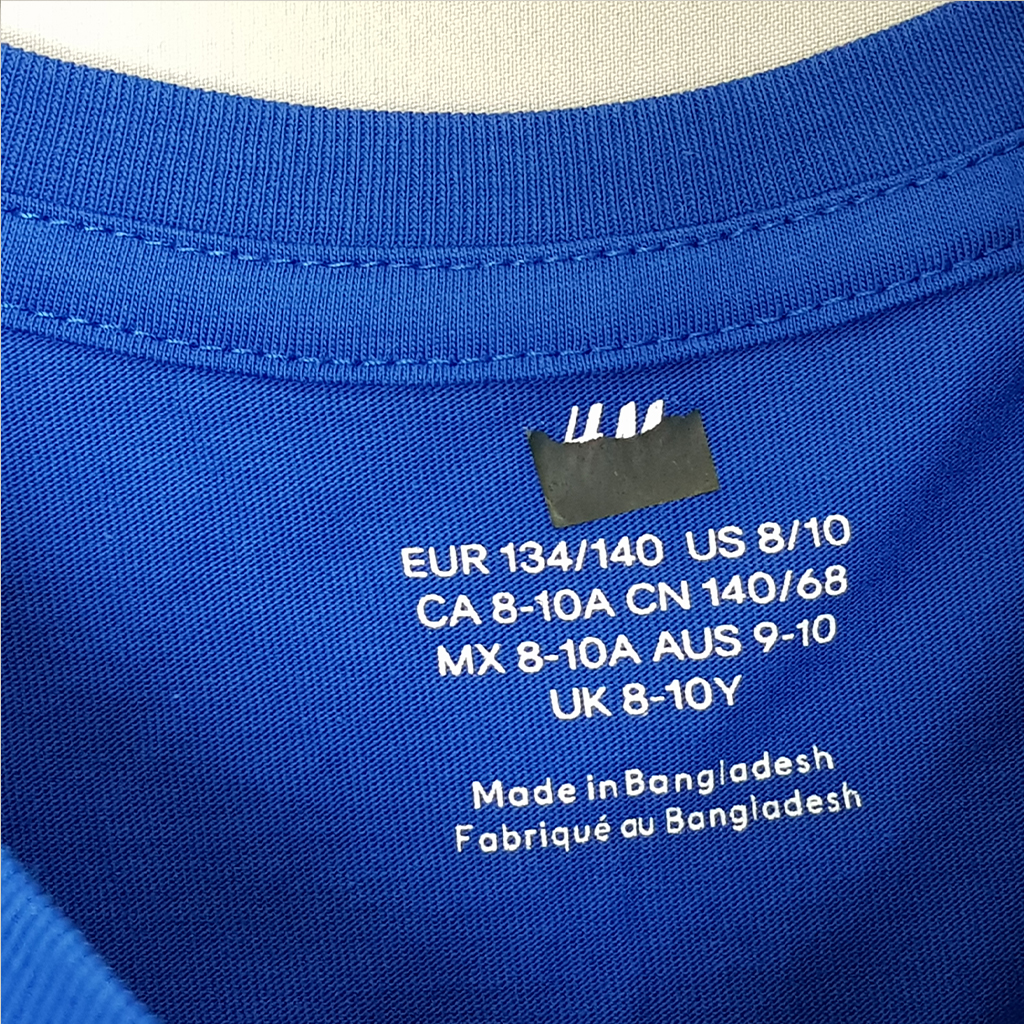 EUR 134/140 US 8/10
CA 8-10A CN 140/68
MX 8-10A AUS 9-10
UK 8-10Y
Made in Bangladesh
Fabriqué au Bangladesh